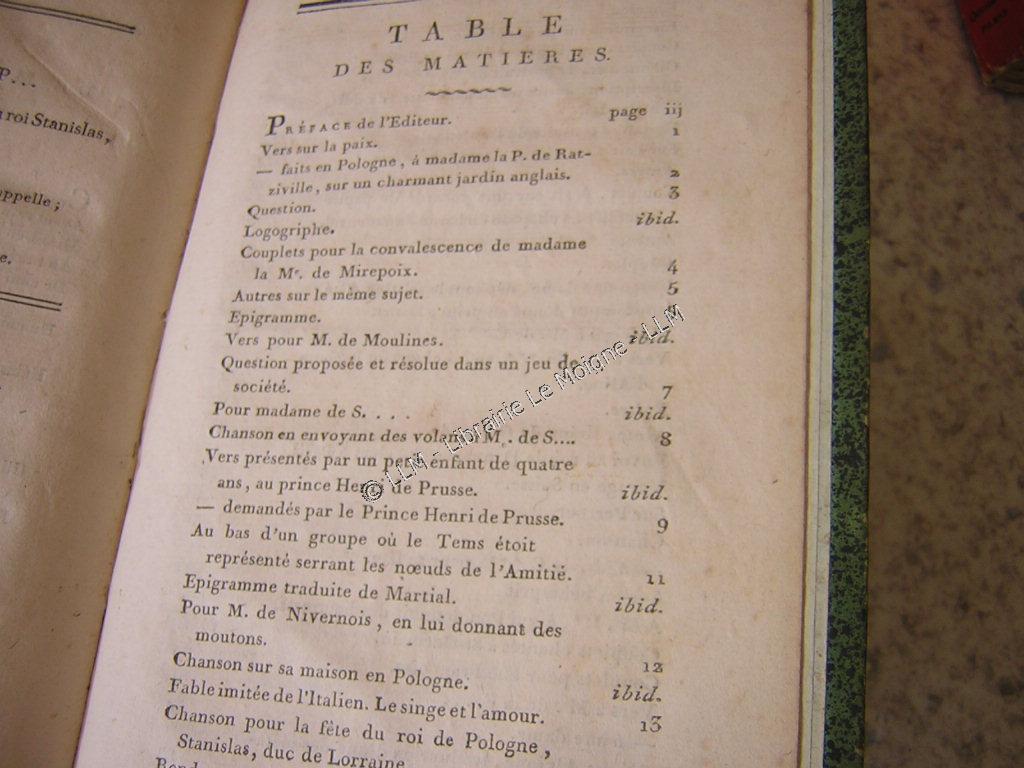 P...
roi Stanislas,
appelle ;
e.
TABLE
DES MATIERES.
PRÉFACE de l'Editeur. page iij
Vers sur la paix. 1
— faits en Pologne, à madame la P. de Rat-
ziville, sur un charmant jardin anglais. 2
Question. 3
Logogriphe. ibid.
Couplets pour la convalescence de madame
la Me. de Mirepoix. 4
Autres sur le même sujet. 5
Epigramme.
Vers pour M. de Moulines. ibid.
Question proposée et résolue dans un jeu de
société. 7
Pour madame de S. . . . ibid.
Chanson en envoyant des volans à Me. de S.... 8
Vers présentés par un petit enfant de quatre
ans, au prince Henri de Prusse. ibid.
— demandés par le Prince Henri de Prusse. 9
Au bas d'un groupe où le Tems étoit
représenté serrant les nœuds de l'Amitié. 11
Epigramme traduite de Martial. ibid.
Pour M. de Nivernois, en lui donnant des
moutons. 12
Chanson sur sa maison en Pologne. ibid.
Fable imitée de l'Italien. Le singe et l'amour. 13
Chanson pour la fête du roi de Pologne,
Stanislas, duc de Lorraine
© LLM - Librairie Le Moigne - LLM